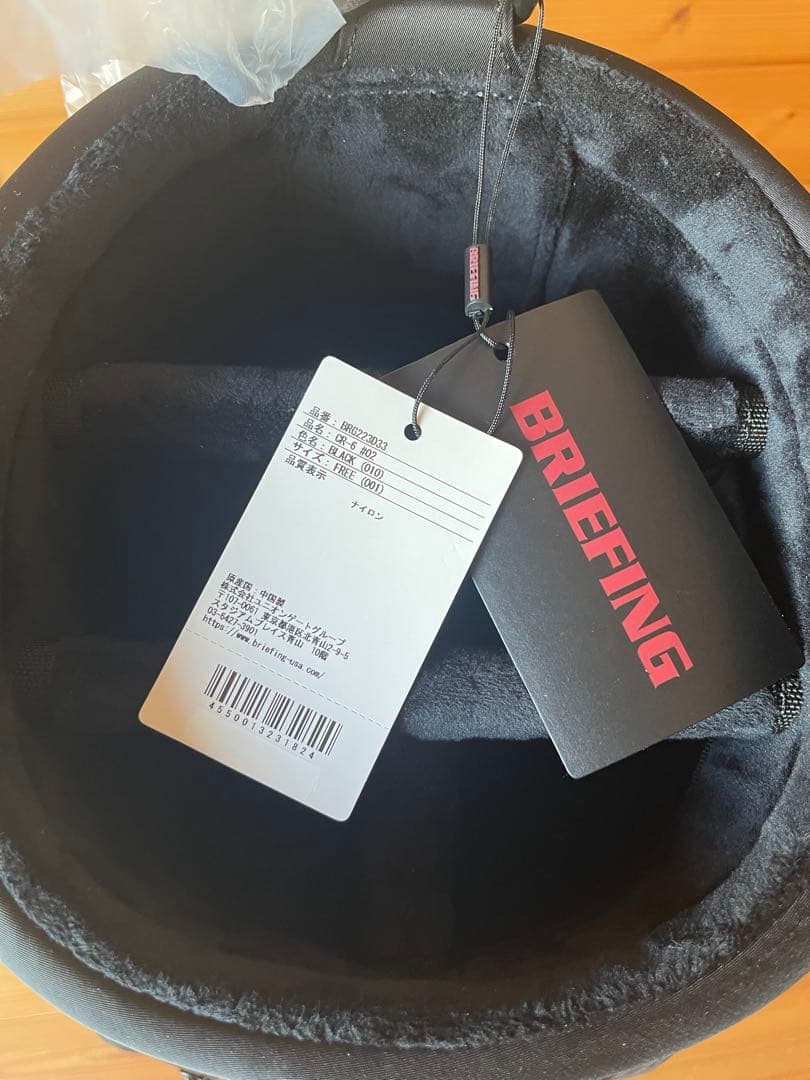 BRIEFING
品番：BRG223D33
品名：CR-6 #02
色名：BLACK (010)
サイズ：FREE (001)
品質表示
ナイロン
原産国：中国製
株式会社ユニオンゲートグループ
〒107-0061 東京都港区北青山2-9-5
スタジアムプレイス青山 10階
03-6427-3901
https://www.briefing-usa.com/
4550013231824
BRIEFING